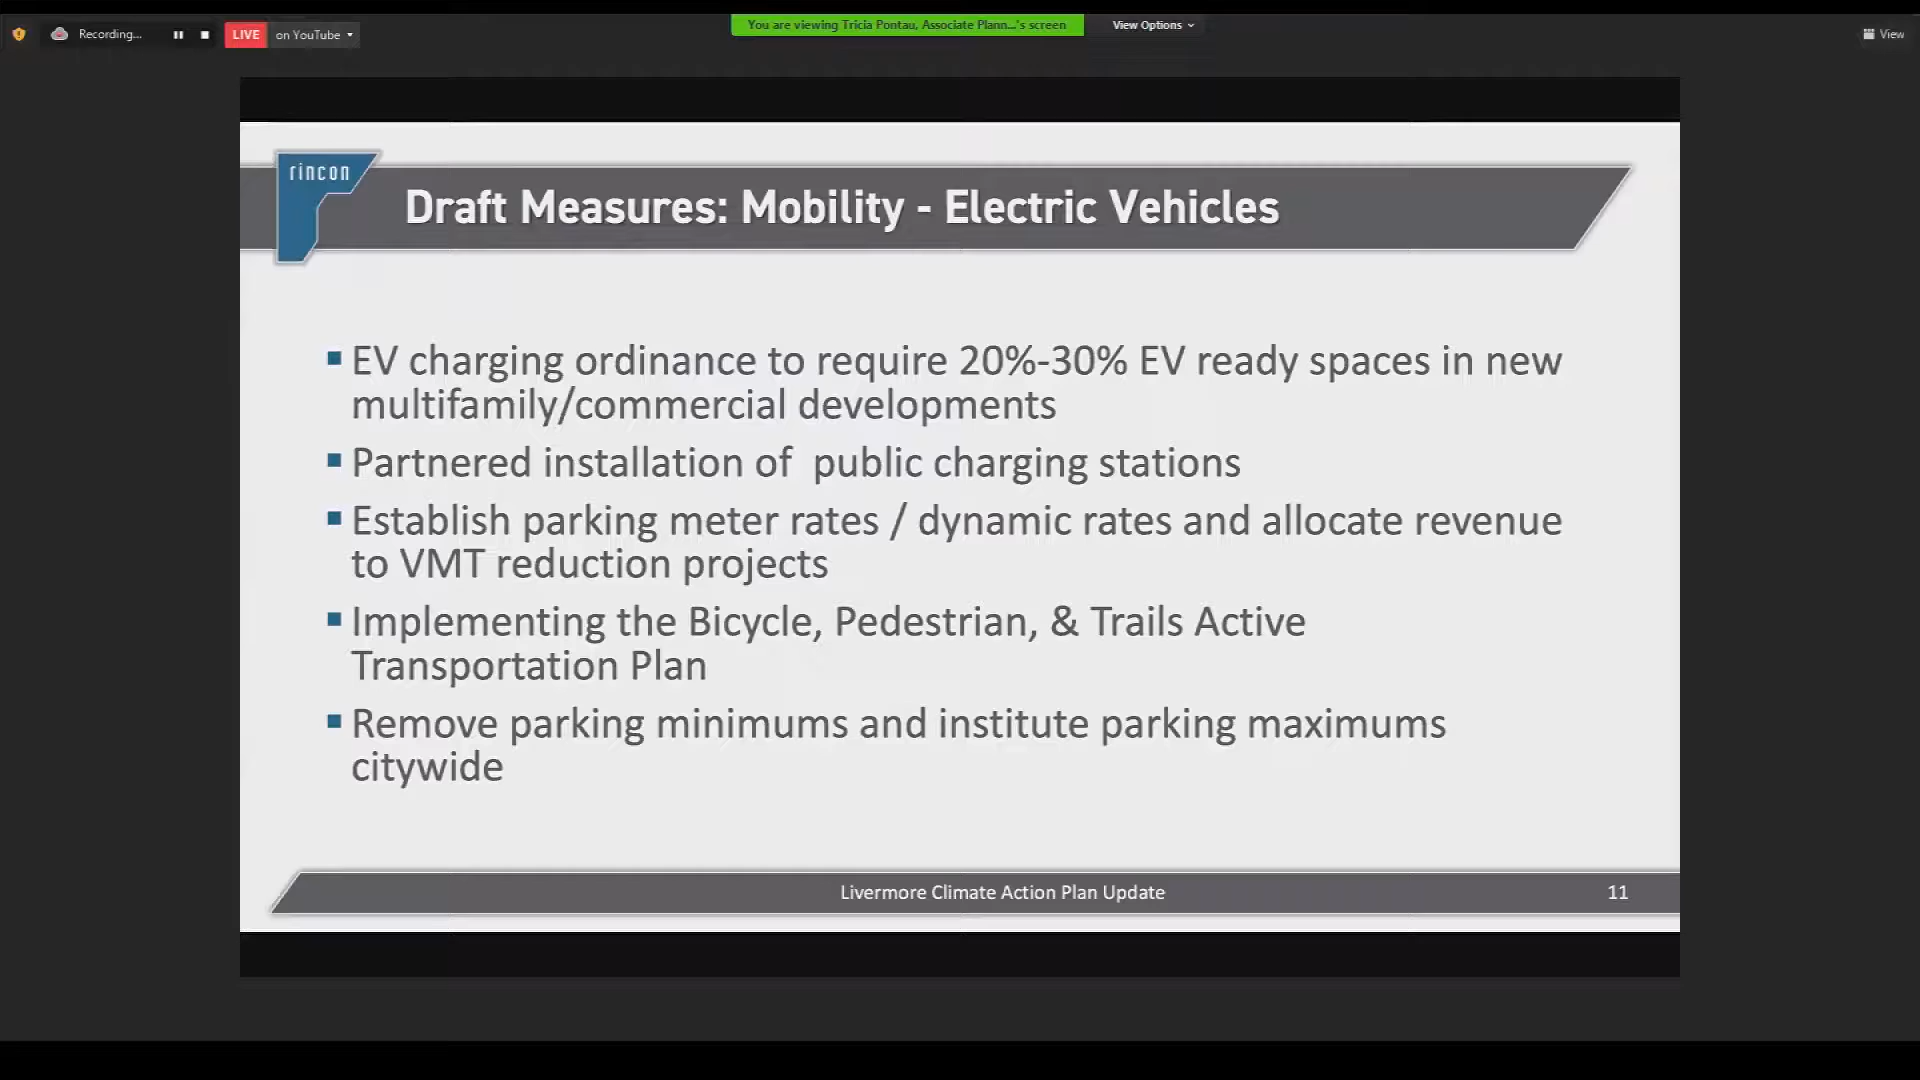 Recording...
LIVE on YouTube
You are viewing Tricia Pontau, Associate Plann...'s screen
View Options
View
rincon
Draft Measures: Mobility - Electric Vehicles
EV charging ordinance to require 20%-30% EV ready spaces in new
multifamily/commercial developments
Partnered installation of public charging stations
Establish parking meter rates / dynamic rates and allocate revenue
to VMT reduction projects
Implementing the Bicycle, Pedestrian, & Trails Active
Transportation Plan
Remove parking minimums and institute parking maximums
citywide
Livermore Climate Action Plan Update
11